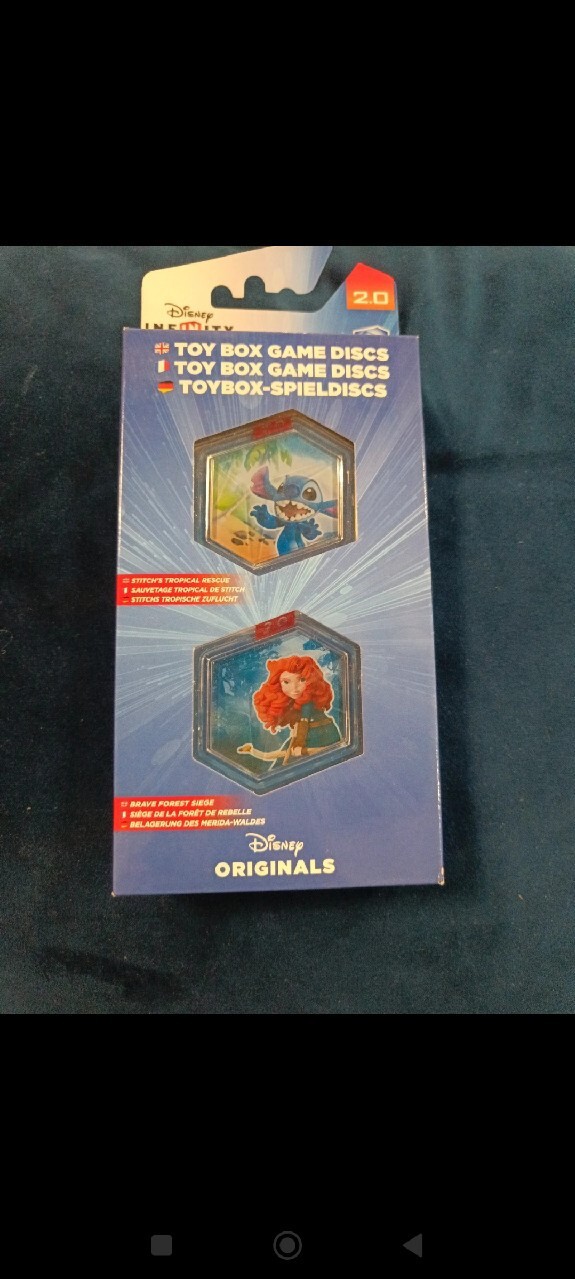 Disney
INFINITY
2.0
TOY BOX GAME DISCS
TOY BOX GAME DISCS
TOYBOX-SPIELDISCS
STITCH'S TROPICAL RESCUE
SAUVETAGE TROPICAL DE STITCH
STITCHS TROPISCHE ZUFLUCHT
2.0
BRAVE FOREST SIEGE
SIÈGE DE LA FORÊT DE REBELLE
BELAGERUNG DES MERIDA-WALDES
Disney
ORIGINALS